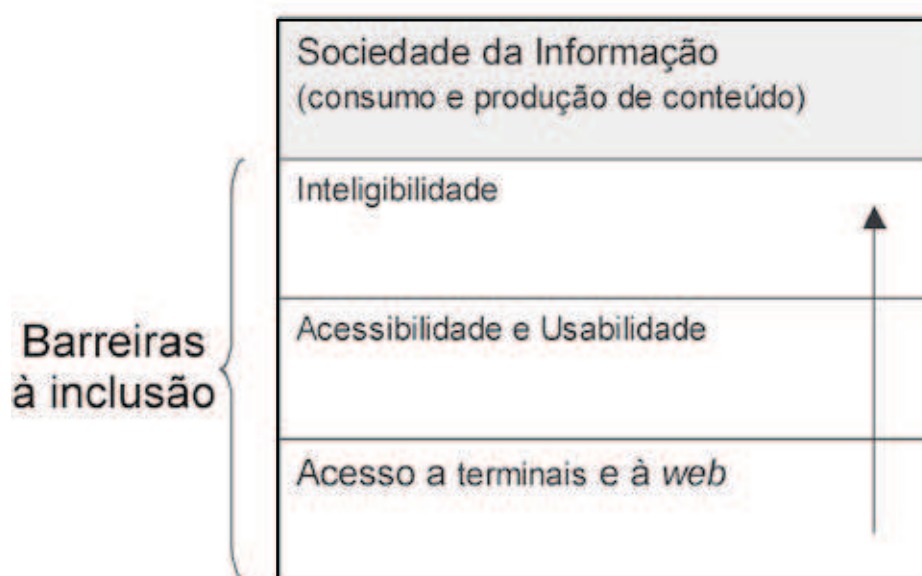 Sociedade da Informação
(consumo e produção de conteúdo)
Inteligibilidade
Barreiras
à inclusão
Acessibilidade e Usabilidade
Acesso a terminais e à web